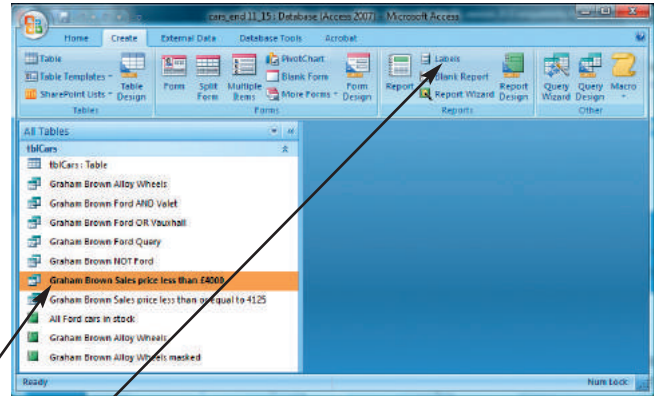 cars_end 11_15 : Database (Access 2007) - Microsoft Access
Home Create External Data Database Tools Acrobat
Table
Table Templates
SharePoint Lists
Table Design
Tables
Form
Split Form
Multiple Items
PivotChart
Blank Form
More Forms
Form Design
Forms
Report
Labels
Blank Report
Report Wizard
Report Design
Reports
Query Wizard
Query Design
Macro
Other
All Tables
tblCars
tblCars : Table
Graham Brown Alloy Wheels
Graham Brown Ford AND Valet
Graham Brown Ford OR Vauxhall
Graham Brown Ford Query
Graham Brown NOT Ford
Graham Brown Sales price less than £4000
Graham Brown Sales price less than or equal to 4125
All Ford cars in stock
Graham Brown Alloy Wheels
Graham Brown Alloy Wheels masked
Ready
Num Lock